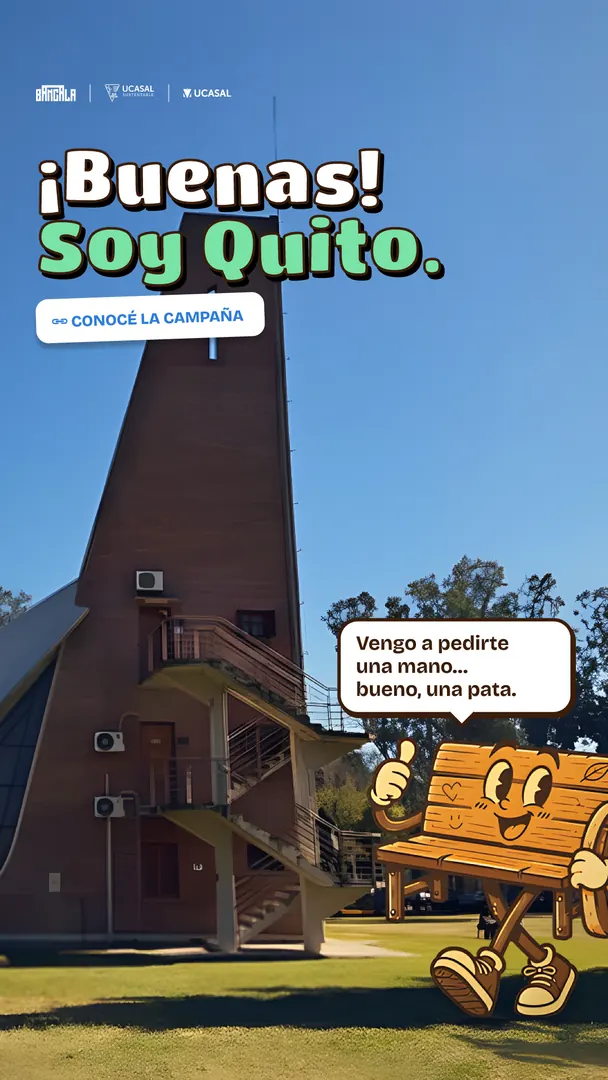 BANGALA
UCASAL
SUSTENTABLE
UCASAL
¡Buenas!
Soy Quito.
CONOCÉ LA CAMPAÑA
Vengo a pedirte
una mano...
bueno, una pata.